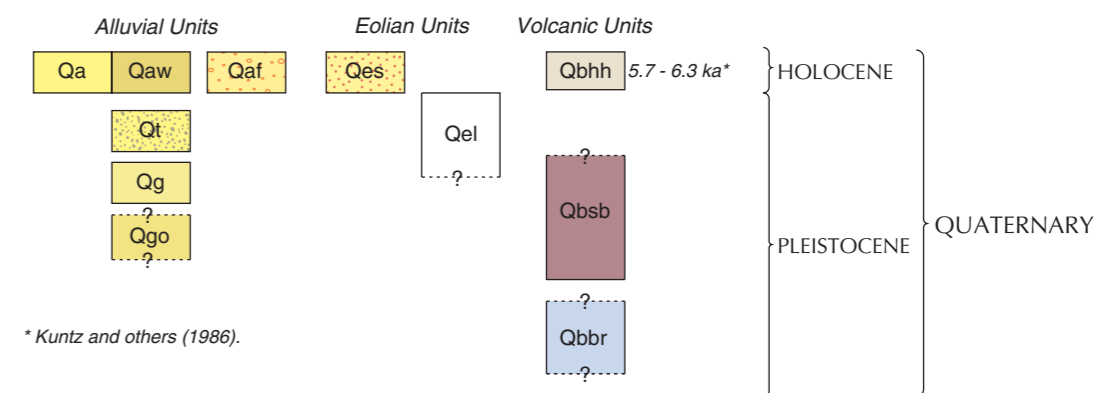 Alluvial Units Eolian Units Volcanic Units
Qa Qaw Qaf Qes Qbhh 5.7 - 6.3 ka* HOLOCENE
Qt Qel
?
?
Qg
? Qbsb
Qgo QUATERNARY
? PLEISTOCENE
?
* Kuntz and others (1986). Qbbr
?